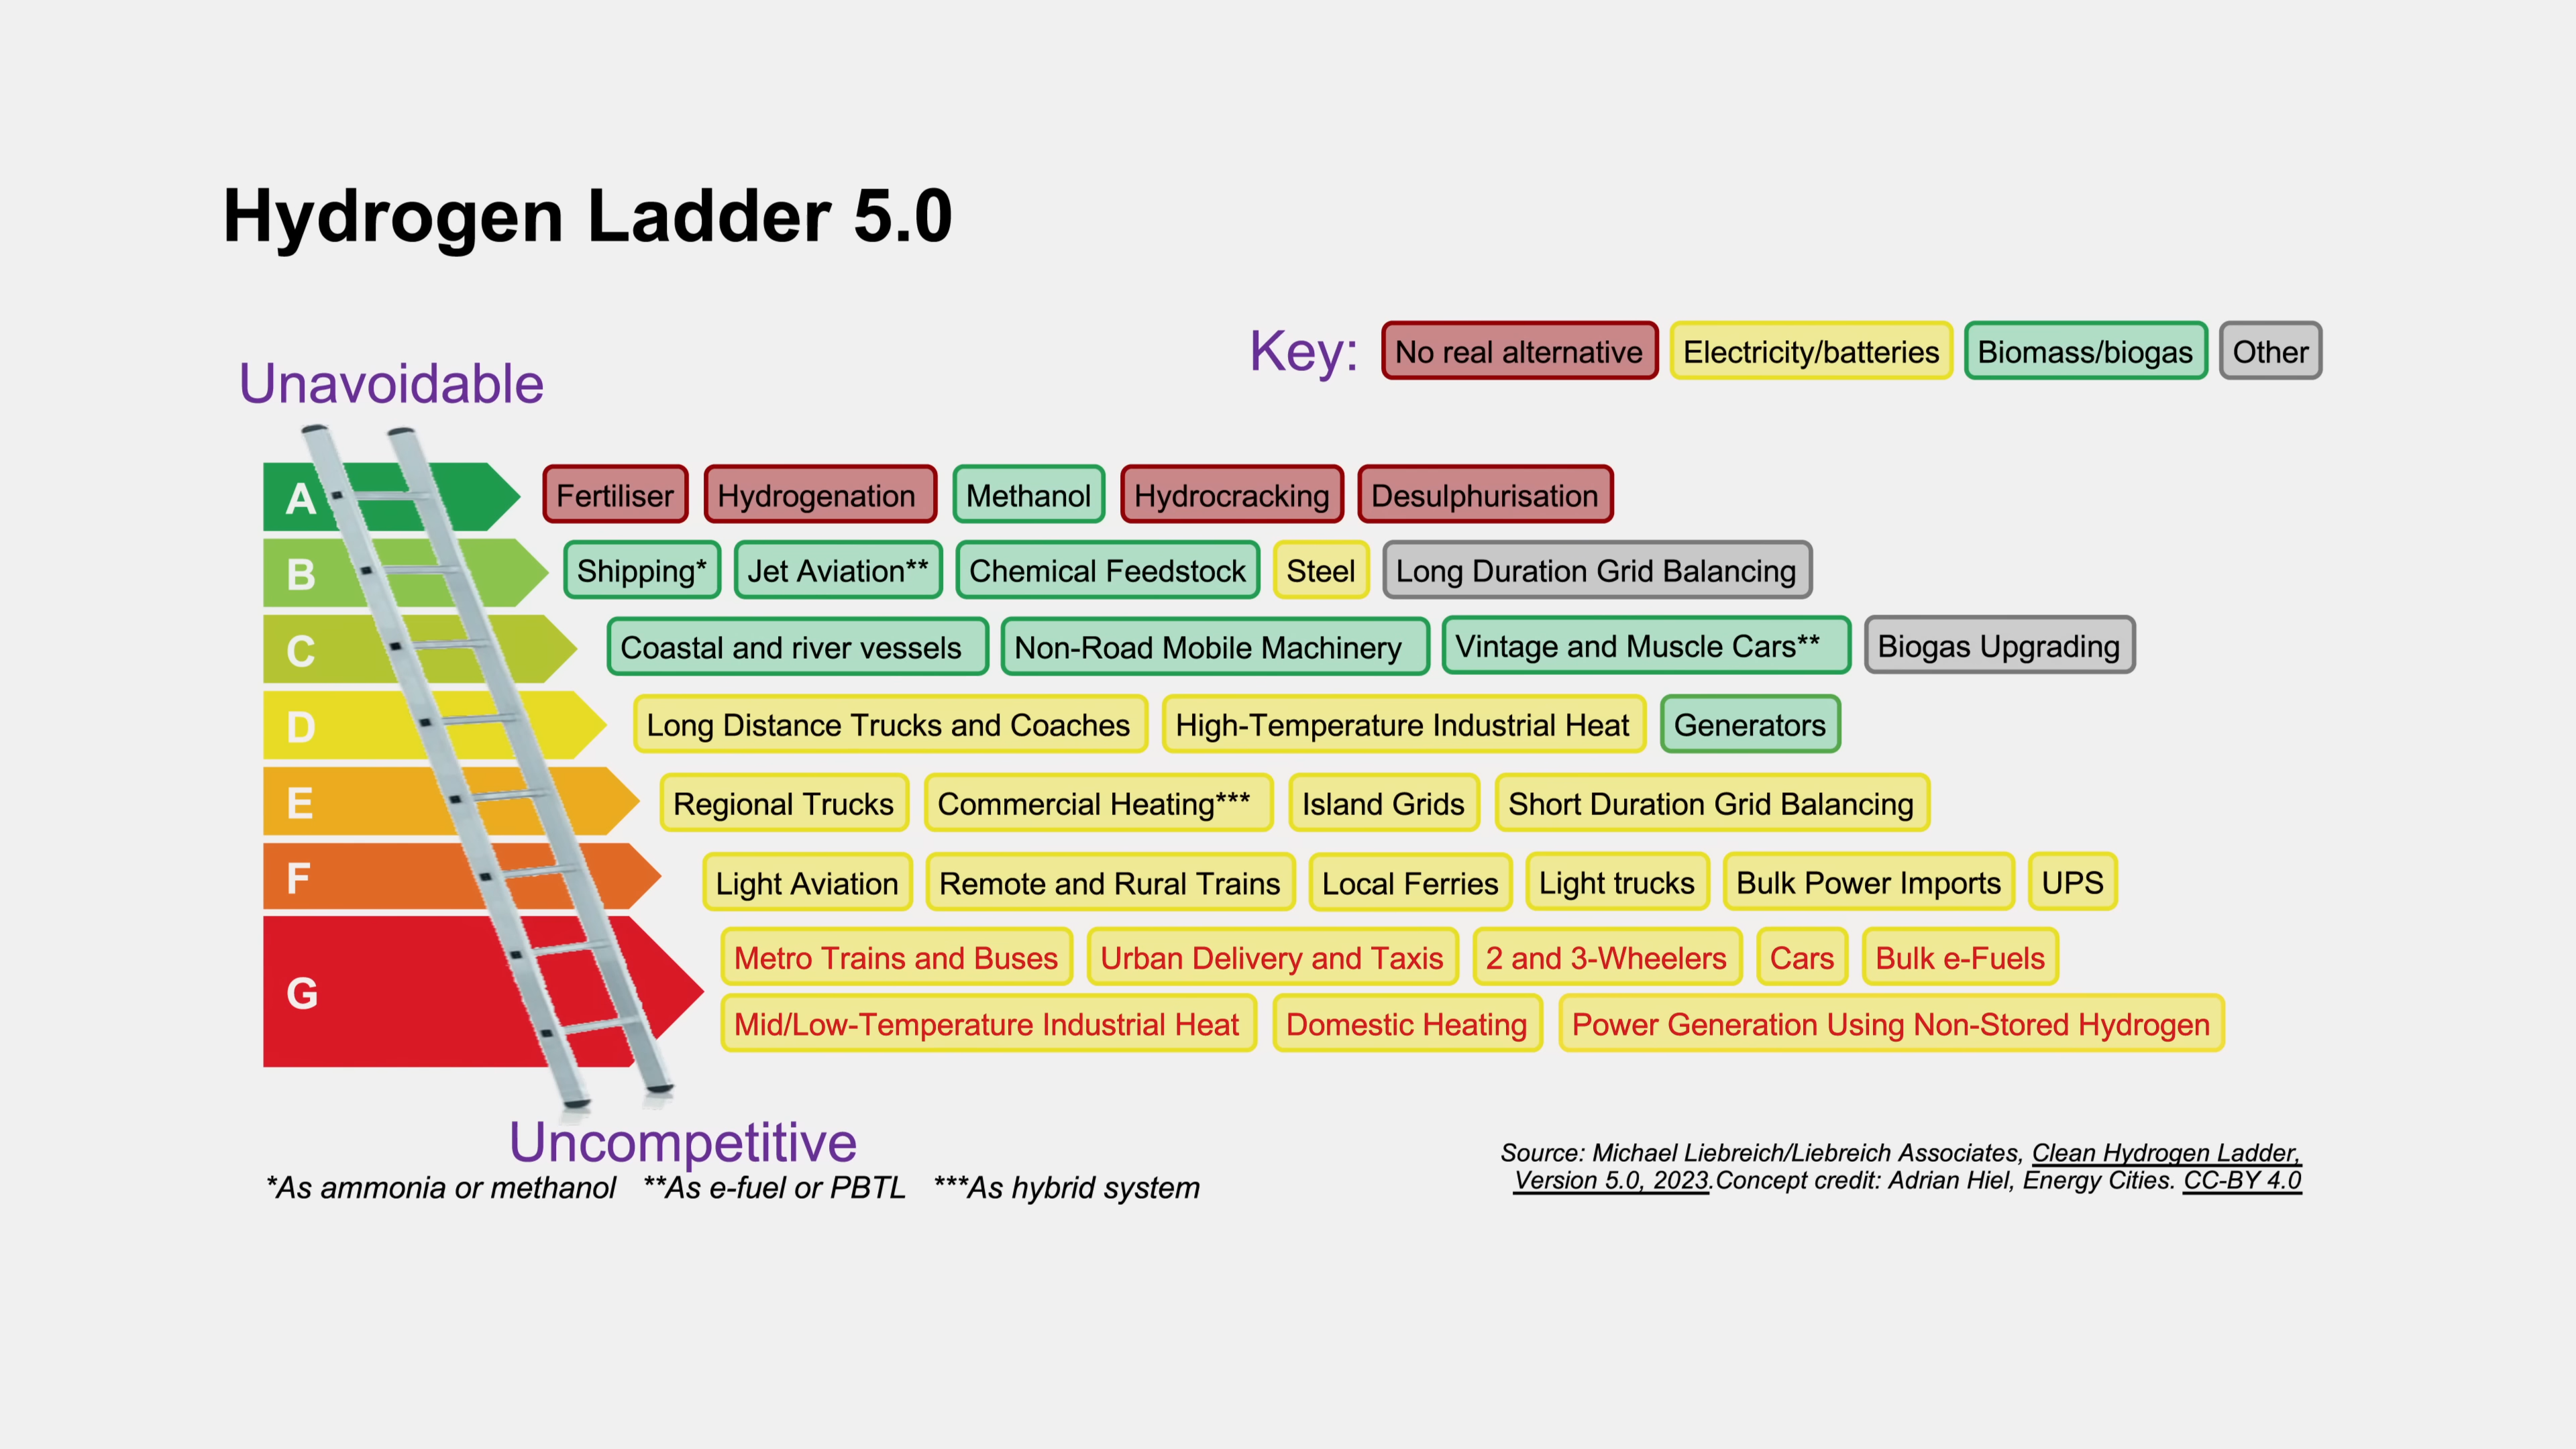 Hydrogen Ladder 5.0
Key: No real alternative Electricity/batteries Biomass/biogas Other
Unavoidable
A Fertiliser Hydrogenation Methanol Hydrocracking Desulphurisation
B Shipping* Jet Aviation** Chemical Feedstock Steel Long Duration Grid Balancing
C Coastal and river vessels Non-Road Mobile Machinery Vintage and Muscle Cars** Biogas Upgrading
D Long Distance Trucks and Coaches High-Temperature Industrial Heat Generators
E Regional Trucks Commercial Heating*** Island Grids Short Duration Grid Balancing
F Light Aviation Remote and Rural Trains Local Ferries Light trucks Bulk Power Imports UPS
G Metro Trains and Buses Urban Delivery and Taxis 2 and 3-Wheelers Cars Bulk e-Fuels
Mid/Low-Temperature Industrial Heat Domestic Heating Power Generation Using Non-Stored Hydrogen
Uncompetitive
*As ammonia or methanol **As e-fuel or PBTL ***As hybrid system
Source: Michael Liebreich/Liebreich Associates, Clean Hydrogen Ladder,
Version 5.0, 2023.Concept credit: Adrian Hiel, Energy Cities. CC-BY 4.0